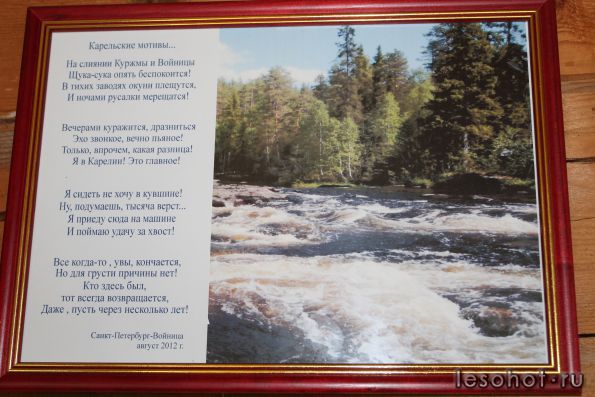 Карельские мотивы...
На слиянии Куржмы и Войницы
Щука-сука опять беспокоится!
В тихих заводях окуни плещутся,
И ночами русалки мерещатся!
Вечерами куражится, дразниться
Эхо звонкое, вечно пьяное!
Только, впрочем, какая разница!
Я в Карелии! Это главное!
Я сидеть не хочу в кувшине!
Ну, подумаешь, тысяча верст...
Я приеду сюда на машине
И поймаю удачу за хвост!
Все когда-то , увы, кончается,
Но для грусти причины нет!
Кто здесь был,
тот всегда возвращается,
Даже , пусть через несколько лет!
Санкт-Петербург-Войница
август 2012 г.
lesohot.ru